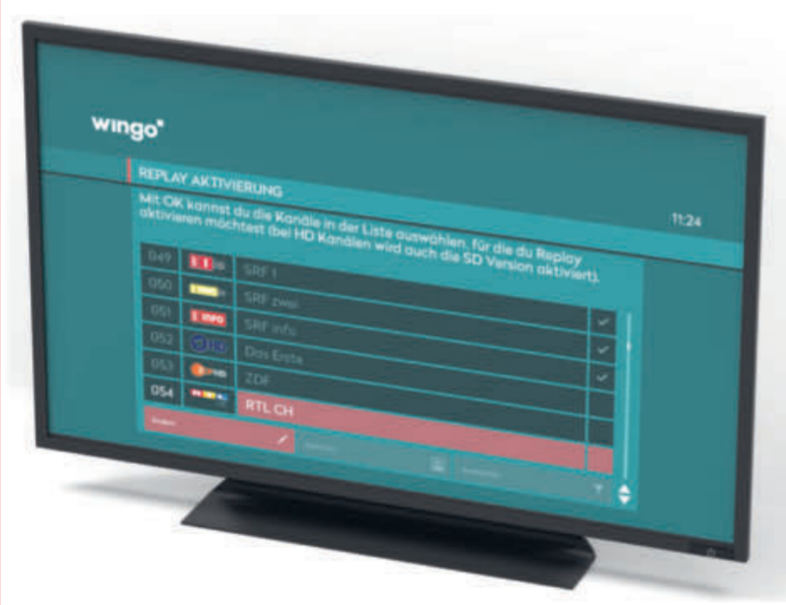 wingo
11:24
REPLAY AKTIVIERUNG
Mit OK kannst du die Kanäle in der Liste auswählen, für die du Replay
aktivieren möchtest (bei HD Kanälen wird auch die SD Version aktiviert).
049 SRF 1
050 SRF zwei
051 INFO SRF info
052 Das Erste
053 ZDF
054 RTL CH